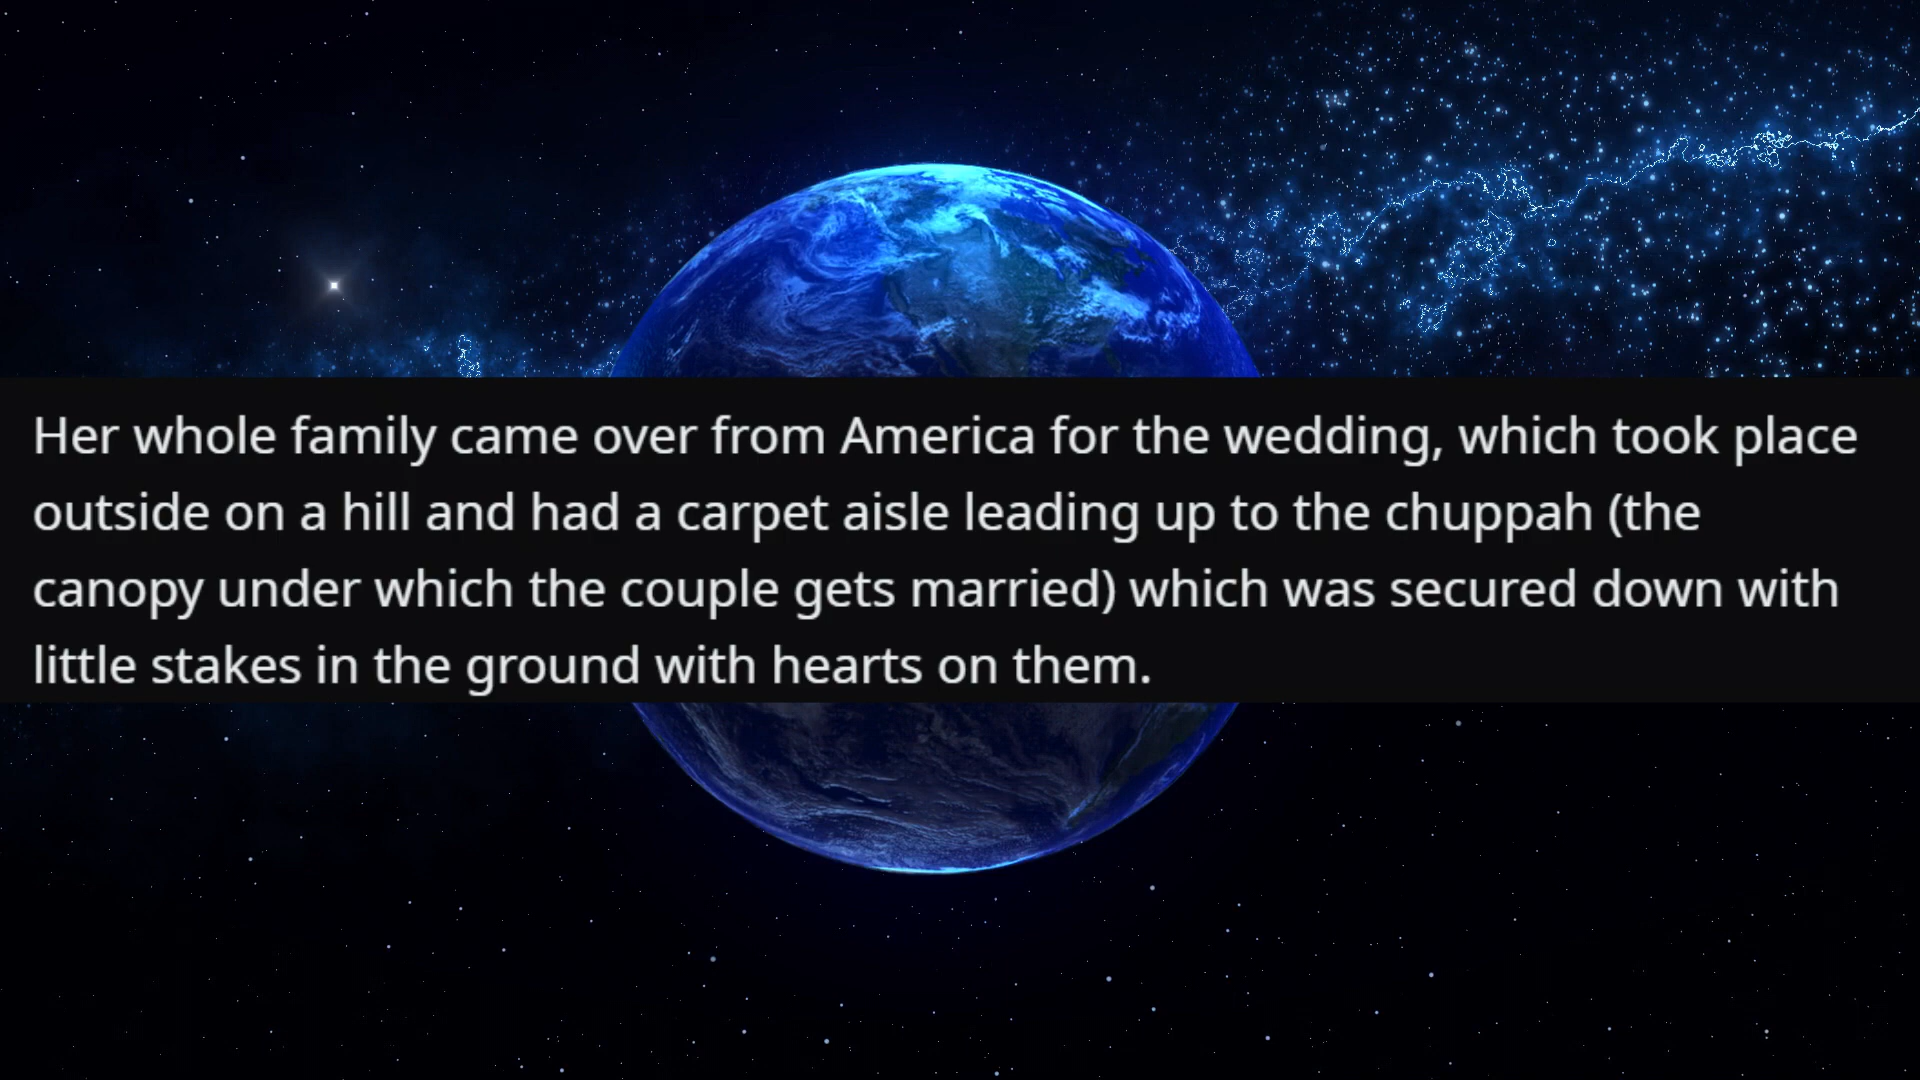 Her whole family came over from America for the wedding, which took place
outside on a hill and had a carpet aisle leading up to the chuppah (the
canopy under which the couple gets married) which was secured down with
little stakes in the ground with hearts on them.